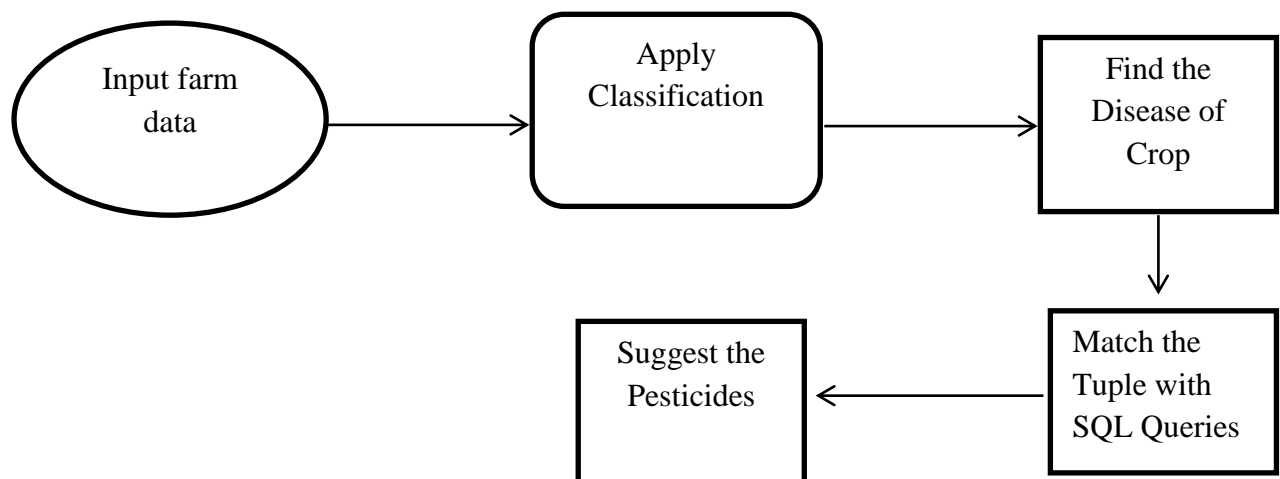 Input farm
data
Apply
Classification
Find the
Disease of
Crop
Match the
Tuple with
SQL Queries
Suggest the
Pesticides